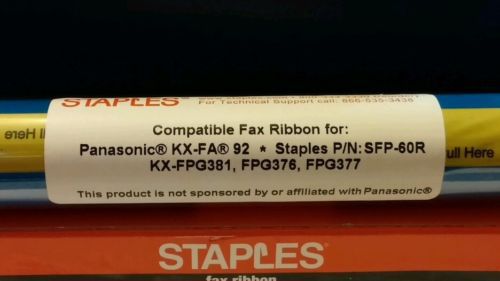 STAPLES®
For Technical Support call: 866-535-3436
Compatible Fax Ribbon for:
Panasonic® KX-FA® 92 * Staples P/N: SFP-60R
KX-FPG381, FPG376, FPG377
ull Here
ll Here
This product is not sponsored by or affiliated with Panasonic®
STAPLES®
fax ribbon